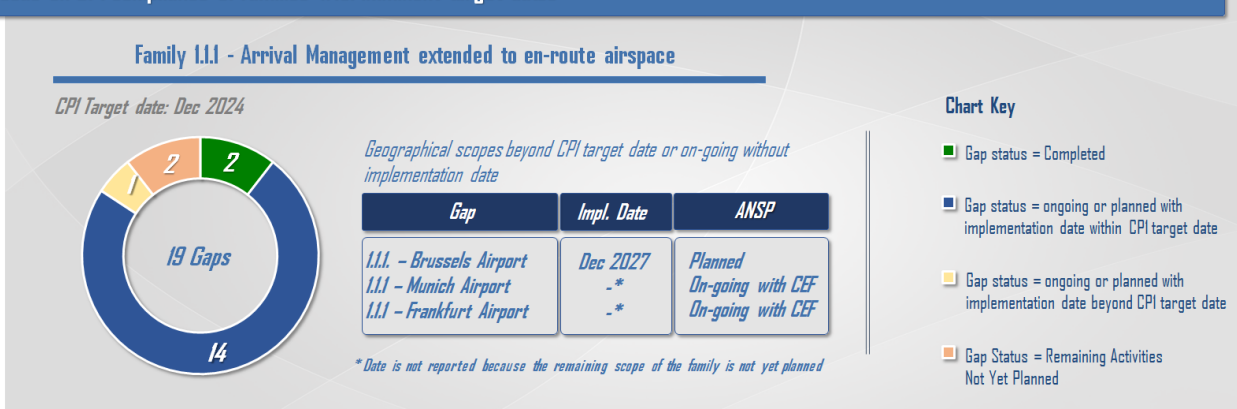 Family 1.1.1 - Arrival Management extended to en-route airspace
CPI Target date: Dec 2024
2
2
1
19 Gaps
14
Geographical scopes beyond CPI target date or on-going without
implementation date
Gap Impl. Date ANSP
1.1.1. – Brussels Airport Dec 2027 Planned
1.1.1 – Munich Airport -* On-going with CEF
1.1.1 – Frankfurt Airport -* On-going with CEF
* Date is not reported because the remaining scope of the family is not yet planned
Chart Key
Gap status = Completed
Gap status = ongoing or planned with
implementation date within CPI target date
Gap status = ongoing or planned with
implementation date beyond CPI target date
Gap Status = Remaining Activities
Not Yet Planned